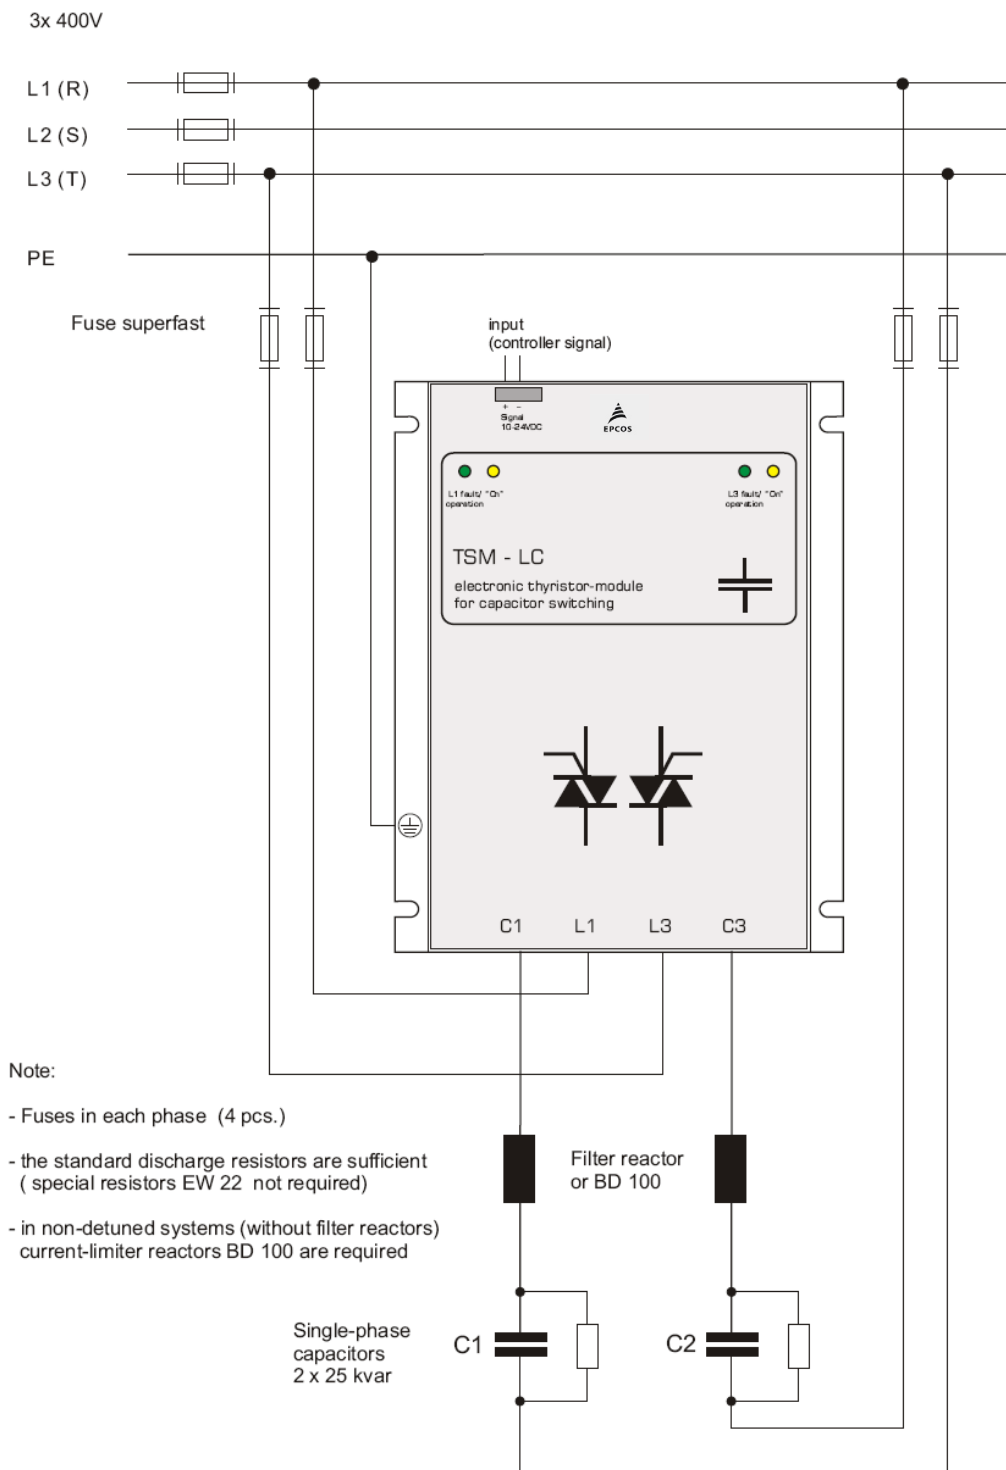 3x 400V
L1 (R)
L2 (S)
L3 (T)
PE
Fuse superfast
input
(controller signal)
+ -
Signal
10-24VDC
EPCOS
L1 fault/ "On"
operation
L3 fault/ "On"
operation
TSM - LC
electronic thyristor-module
for capacitor switching
C1 L1 L3 C3
Note:
- Fuses in each phase (4 pcs.)
- the standard discharge resistors are sufficient
( special resistors EW 22 not required)
- in non-detuned systems (without filter reactors)
current-limiter reactors BD 100 are required
Filter reactor
or BD 100
Single-phase
capacitors
2 x 25 kvar
C1
C2